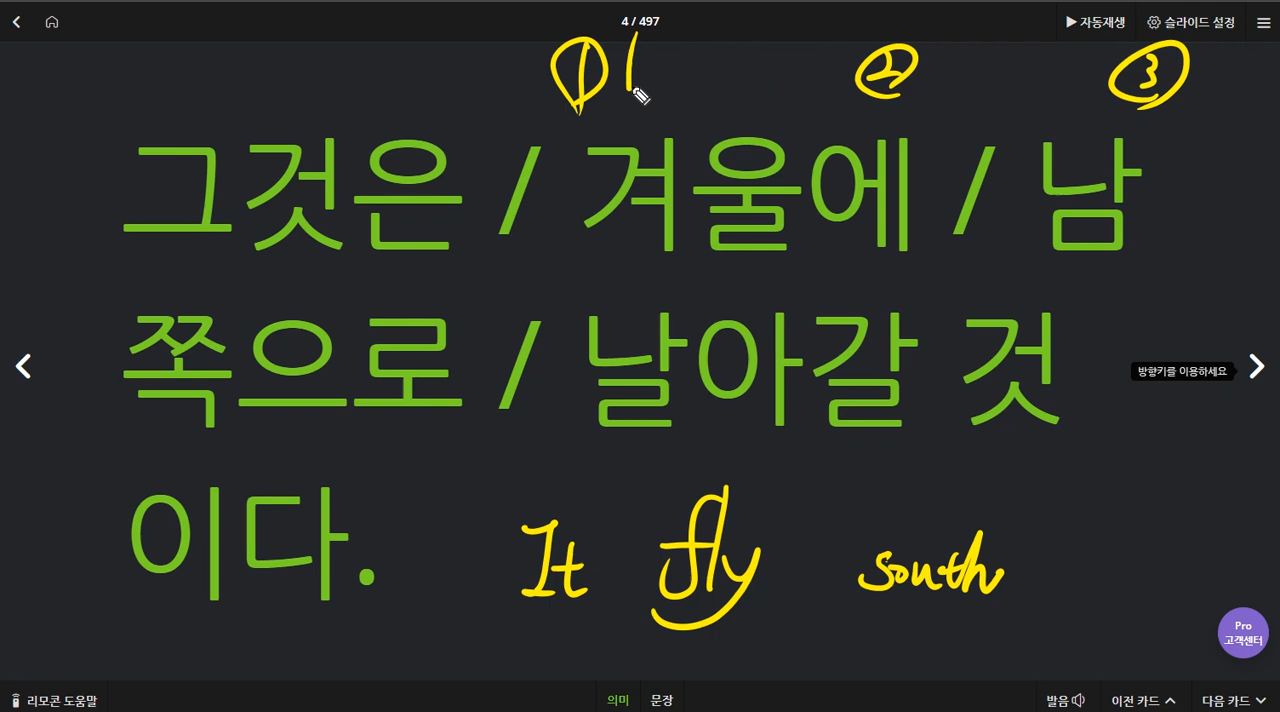 4 / 497
자동재생
슬라이드 설정
① ② ③
그것은 / 겨울에 / 남
쪽으로 / 날아갈 것
방향키를 이용하세요
이다.
It fly south
Pro
고객센터
리모콘 도움말
의미
문장
발음
이전 카드
다음 카드